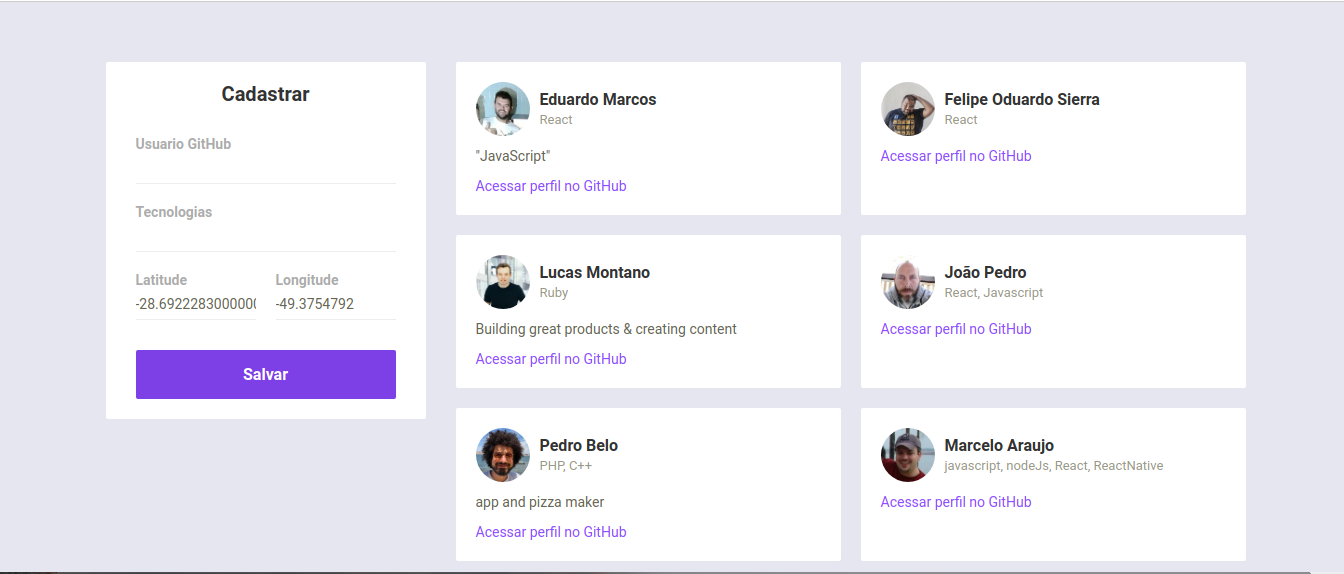 Cadastrar
Usuario GitHub
Tecnologias
Latitude
Longitude
-28.6922283000000
-49.3754792
Salvar
Eduardo Marcos
React
"JavaScript"
Acessar perfil no GitHub
Felipe Oduardo Sierra
React
Acessar perfil no GitHub
Lucas Montano
Ruby
Building great products & creating content
Acessar perfil no GitHub
João Pedro
React, Javascript
Acessar perfil no GitHub
Pedro Belo
PHP, C++
app and pizza maker
Acessar perfil no GitHub
Marcelo Araujo
javascript, nodeJs, React, ReactNative
Acessar perfil no GitHub